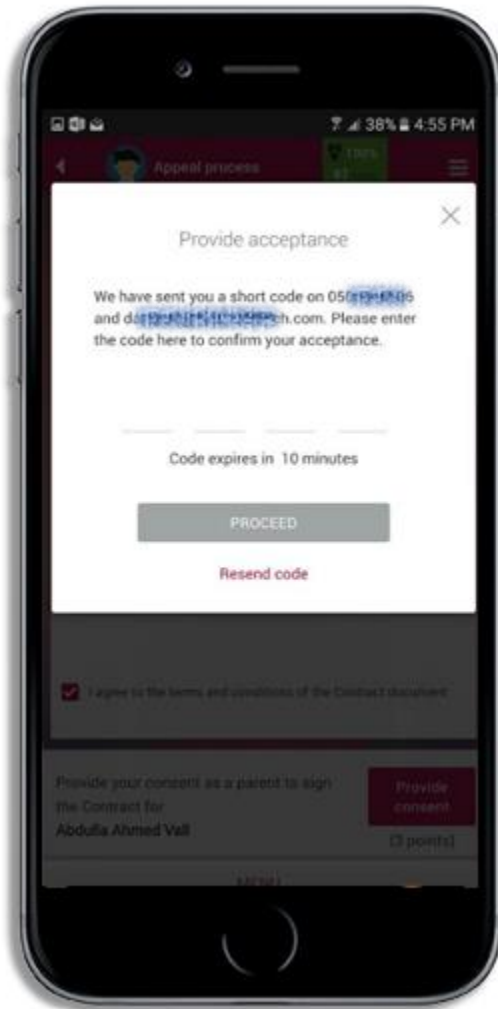 38% 4:55 PM
Appeal process 100%
Provide acceptance
We have sent you a short code on
and Please enter
the code here to confirm your acceptance.
Code expires in 10 minutes
PROCEED
Resend code
I agree to the terms and conditions of the Contract document
Provide your consent as a parent to sign
the Contract for
Abdulla Ahmed Vall
Provide
consent
(3 points)
MENU